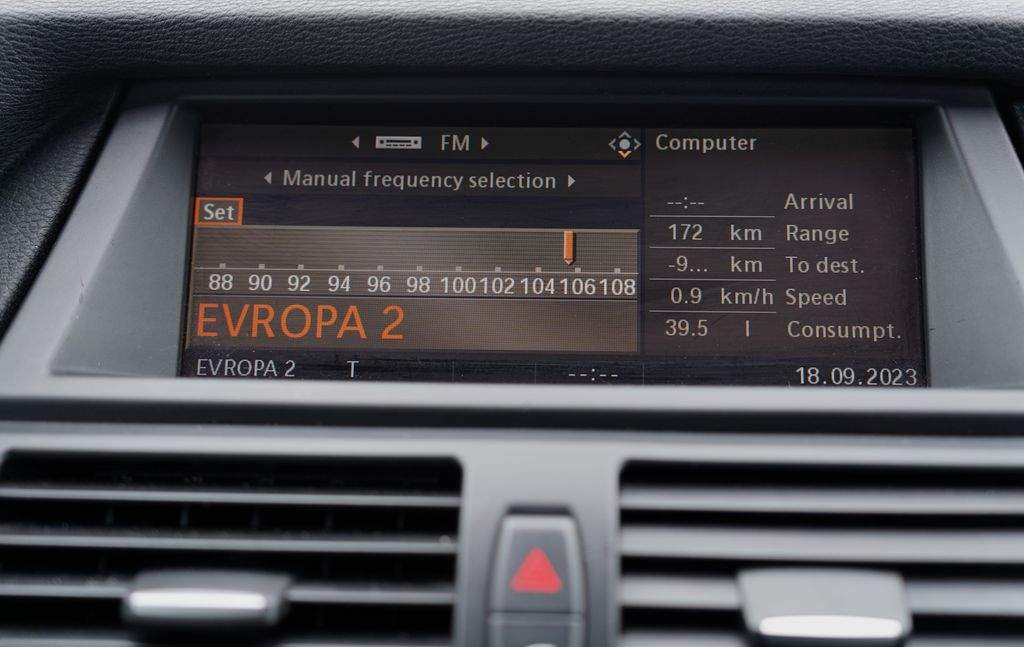 FM
Manual frequency selection
Set
88 90 92 94 96 98 100 102 104 106 108
EVROPA 2
EVROPA 2 T --:--
Computer
--:-- Arrival
172 km Range
-9... km To dest.
0.9 km/h Speed
39.5 l Consumpt.
18.09.2023